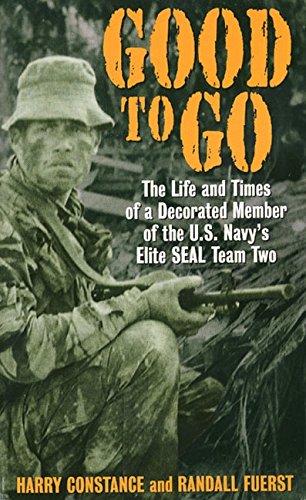 GOOD
TO GO
The Life and Times
of a Decorated Member
of the U.S. Navy's
Elite SEAL Team Two
HARRY CONSTANCE and RANDALL FUERST